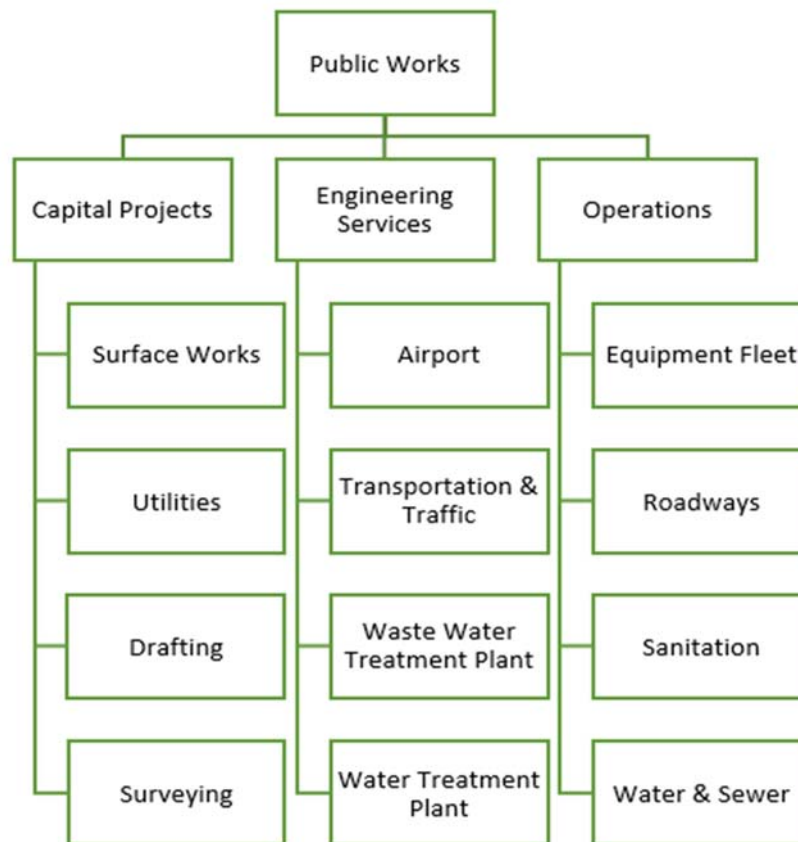 Public Works
Capital Projects
Engineering
Services
Operations
Surface Works
Airport
Equipment Fleet
Utilities
Transportation &
Traffic
Roadways
Drafting
Waste Water
Treatment Plant
Sanitation
Surveying
Water Treatment
Plant
Water & Sewer